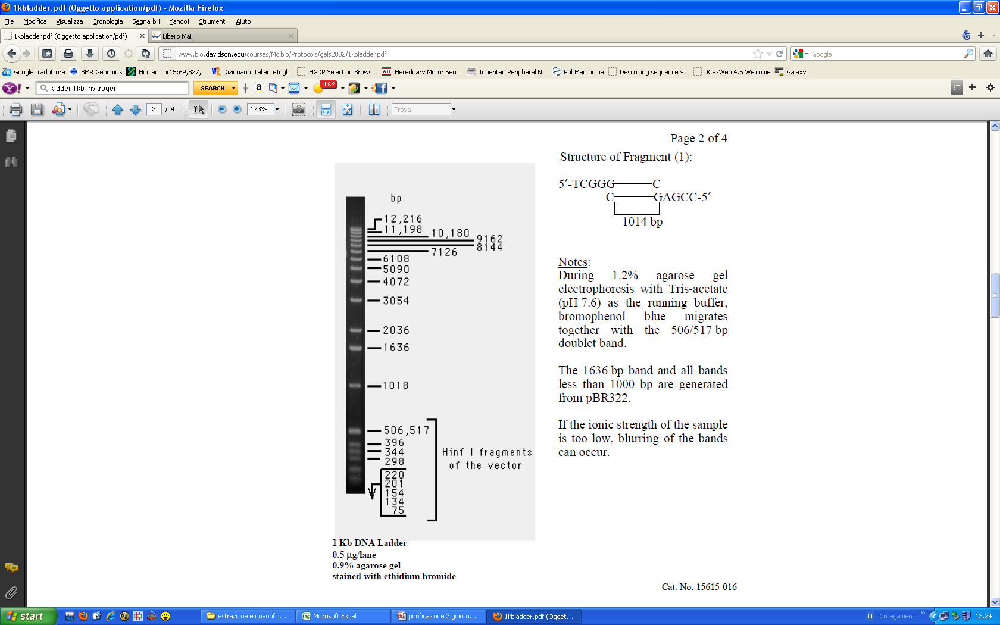 1kbladder.pdf (Oggetto application/pdf) - Mozilla Firefox
File Modifica Visualizza Cronologia Segnalibri Yahoo! Strumenti Aiuto
1kbladder.pdf (Oggetto application/pdf) Libero Mail
www.bio.davidson.edu/courses/Molbio/Protocols/gels2002/1kbladder.pdf Google
Google Traduttore BMR Genomics Human chr15:69,827,... Dizionario Italiano-Ingl... HGDP Selection Brows... Hereditary Motor Sen... Inherited Peripheral N... PubMed home Describing sequence v... JCR-Web 4.5 Welcome Galaxy
ladder 1kb invitrogen SEARCH 16°
2 / 4 173% Trova
Page 2 of 4
Structure of Fragment (1):
5′-TCGGG C
C GAGCC-5′
1014 bp
bp
12,216
11,198
10,180
9162
8144
7126
6108
5090
4072
3054
2036
1636
1018
506,517
396
344
298
220
201
154
134
75
Hinf I fragments
of the vector
Notes:
During 1.2% agarose gel
electrophoresis with Tris-acetate
(pH 7.6) as the running buffer,
bromophenol blue migrates
together with the 506/517 bp
doublet band.
The 1636 bp band and all bands
less than 1000 bp are generated
from pBR322.
If the ionic strength of the sample
is too low, blurring of the bands
can occur.
1 Kb DNA Ladder
0.5 µg/lane
0.9% agarose gel
stained with ethidium bromide
Cat. No. 15615-016
start estrazione e quantific... Microsoft Excel purificazione 2 giorno... 1kbladder.pdf (Ogget... IT Collegamenti 13.24